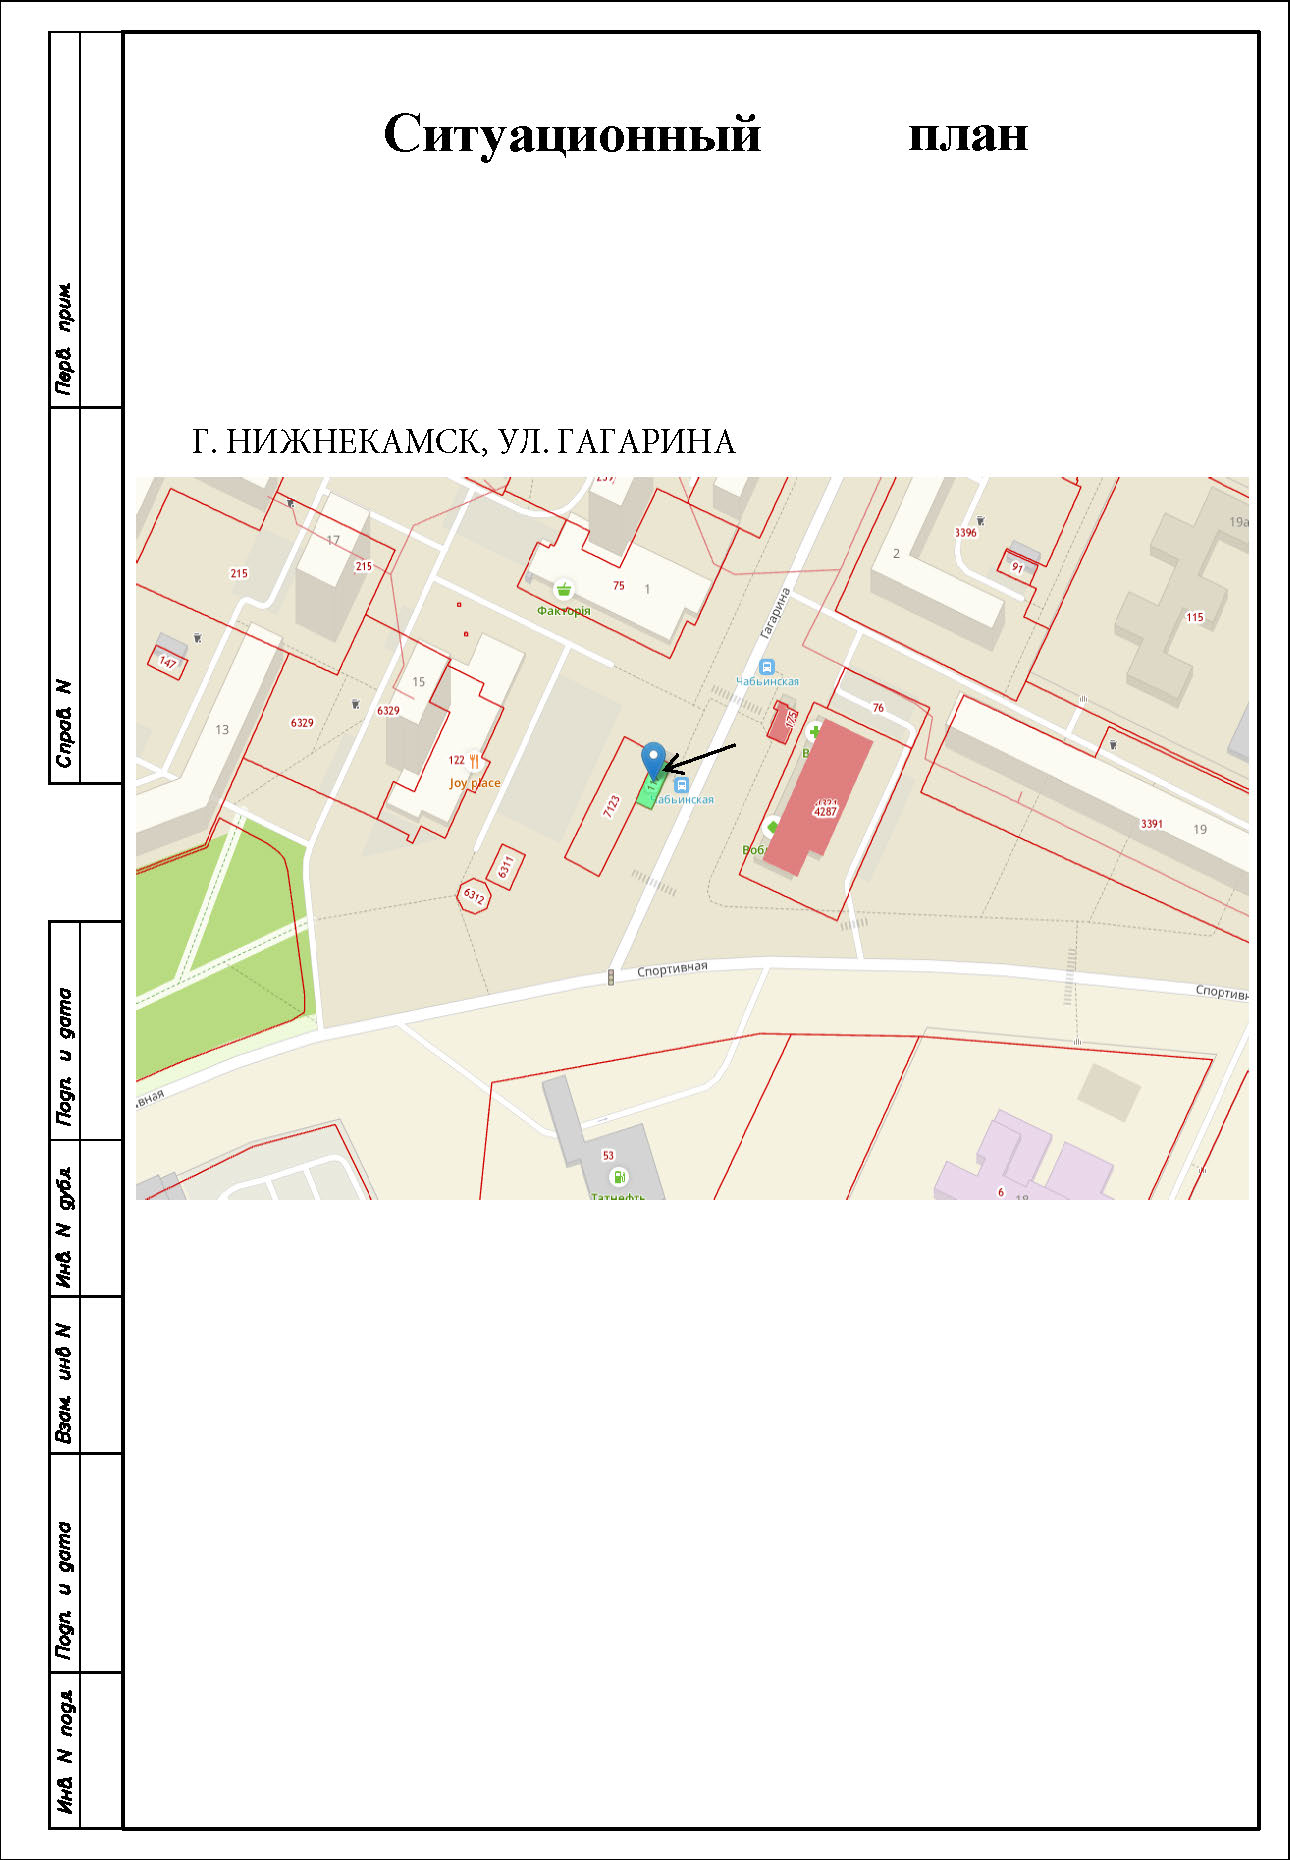 Ситуационный план
Г. НИЖНЕКАМСК, УЛ. ГАГАРИНА
Перв. прим.
Справ. N
Подп. и дата
Инв. N дубл.
Взам. инв N
Подп. и дата
Инв. N подл.
17
215
215
147
13
6329
6329
15
122
Joy place
75
1
Факторія
Гагарина
Чабьинская
175
76
2
3396
91
19а
115
7123
4287
3391
19
6311
6312
Спортивная
53
Татнефть
6
18